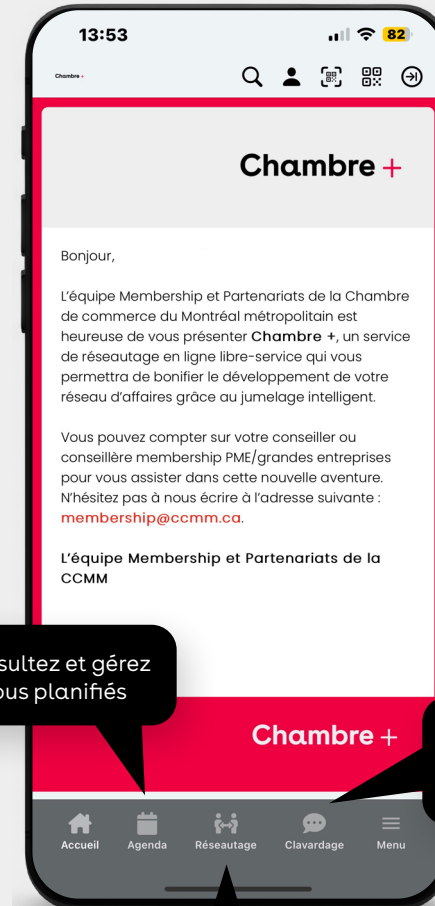 13:53
82
Chambre +
Chambre +
Bonjour,
L'équipe Membership et Partenariats de la Chambre
de commerce du Montréal métropolitain est
heureuse de vous présenter Chambre +, un service
de réseautage en ligne libre-service qui vous
permettra de bonifier le développement de votre
réseau d'affaires grâce au jumelage intelligent.
Vous pouvez compter sur votre conseiller ou
conseillère membership PME/grandes entreprises
pour vous assister dans cette nouvelle aventure.
N'hésitez pas à nous écrire à l'adresse suivante :
membership@ccmm.ca.
L'équipe Membership et Partenariats de la
CCMM
sultez et gérez
ous planifiés
Chambre +
Accueil Agenda Réseautage Clavardage Menu